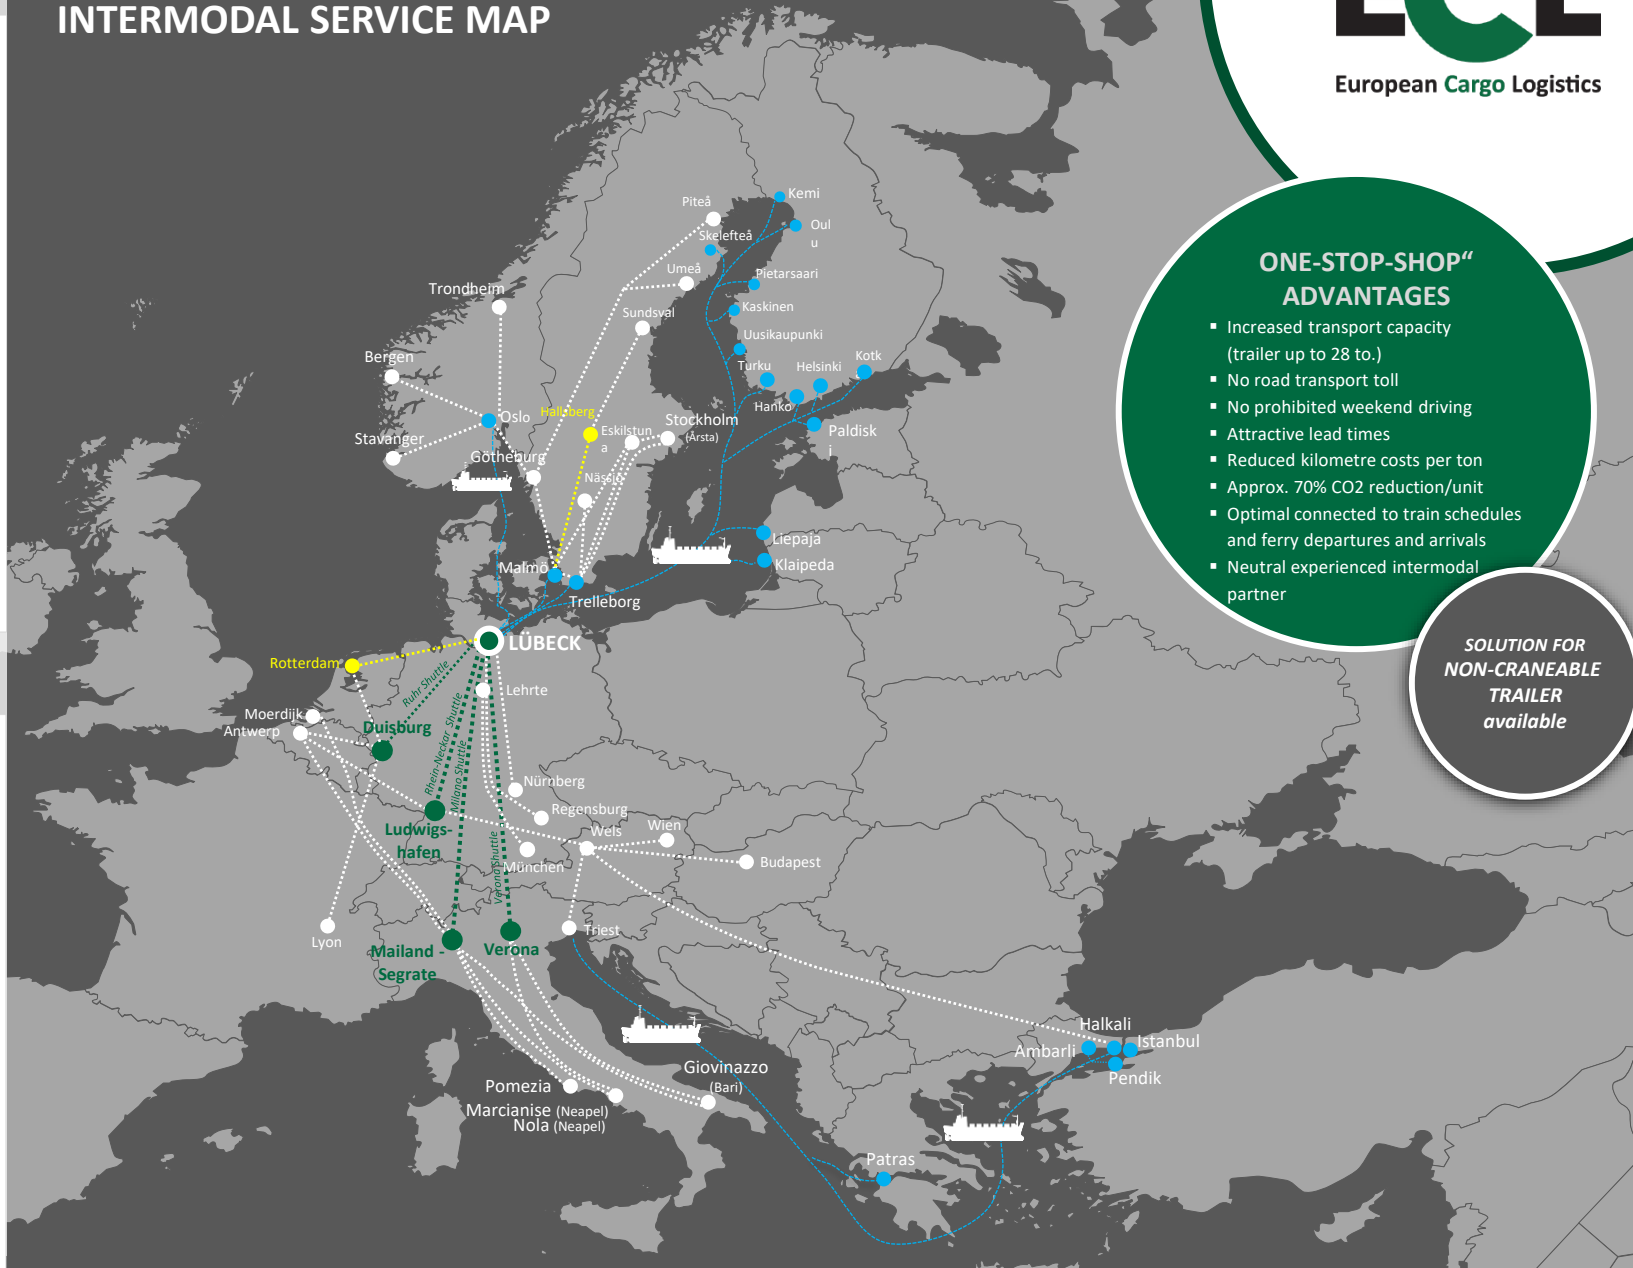 INTERMODAL SERVICE MAP
ECL
European Cargo Logistics
ONE-STOP-SHOP“
ADVANTAGES
▪ Increased transport capacity
(trailer up to 28 to.)
▪ No road transport toll
▪ No prohibited weekend driving
▪ Attractive lead times
▪ Reduced kilometre costs per ton
▪ Approx. 70% CO2 reduction/unit
▪ Optimal connected to train schedules
and ferry departures and arrivals
▪ Neutral experienced intermodal
partner
SOLUTION FOR
NON-CRANEABLE
TRAILER
available
Kemi
Piteå
Oul
u
Skelefteå
Umeå
Pietarsaari
Trondheim
Kaskinen
Sundsval
Uusikaupunki
Bergen
Turku
Helsinki
Kotk
Hanko
Oslo
Hallsberg
Stockholm
(Årsta)
Eskilstun
a
Paldisk
i
Stavanger
Götheburg
Nässjö
Liepaja
Klaipeda
Malmö
Trelleborg
LÜBECK
Rotterdam
Ruhr Shuttle
Lehrte
Moerdijk
Antwerp
Duisburg
Rhein-Neckar Shuttle
Milano Shuttle
Nürnberg
Regensburg
Ludwigs-
hafen
Wels
Wien
Verona Shuttle
München
Budapest
Lyon
Triest
Mailand -
Segrate
Verona
Halkali
Ambarli
Istanbul
Pendik
Giovinazzo
(Bari)
Pomezia
Marcianise (Neapel)
Nola (Neapel)
Patras